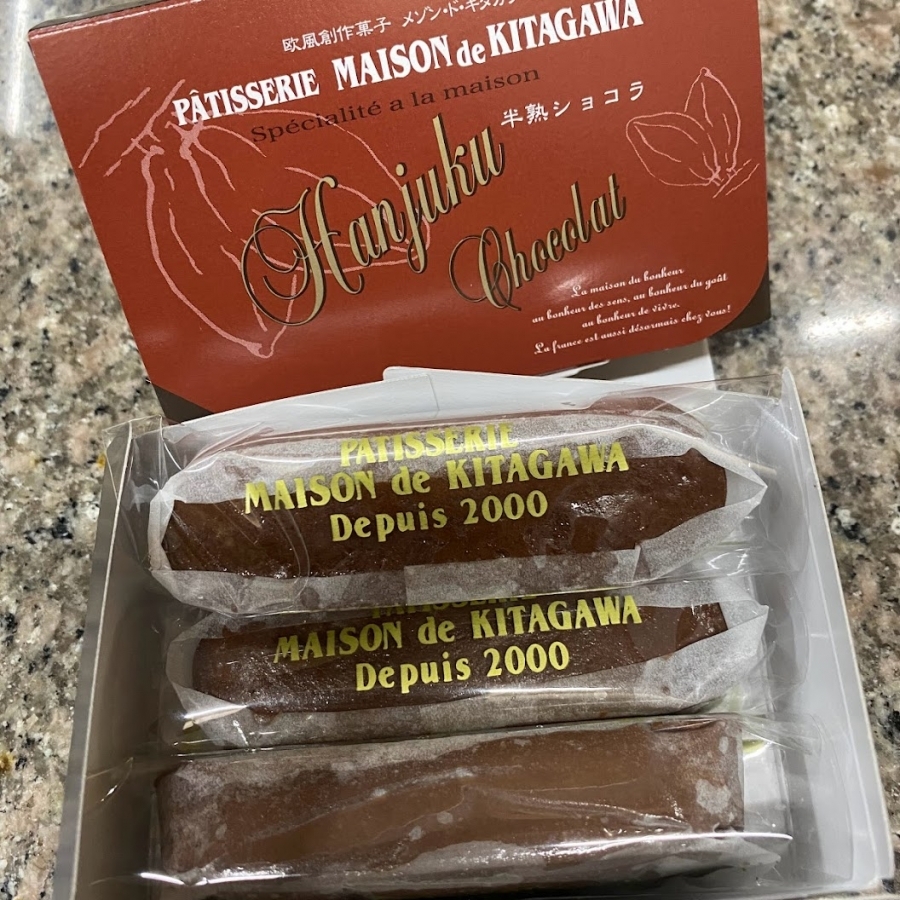 欧風創作菓子 メゾン・ド・キタガ
PÂTISSERIE MAISON de KITAGAWA
Spécialité a la maison
半熟ショコラ
Hanjuku
Chocolat
La maison du bonheur
au bonheur des sens, au bonheur du goût
au bonheur de vivre.
La france est aussi désormais chez vous!
PATISSERIE
MAISON de KITAGAWA
Depuis 2000
PATISSERIE
MAISON de KITAGAWA
Depuis 2000